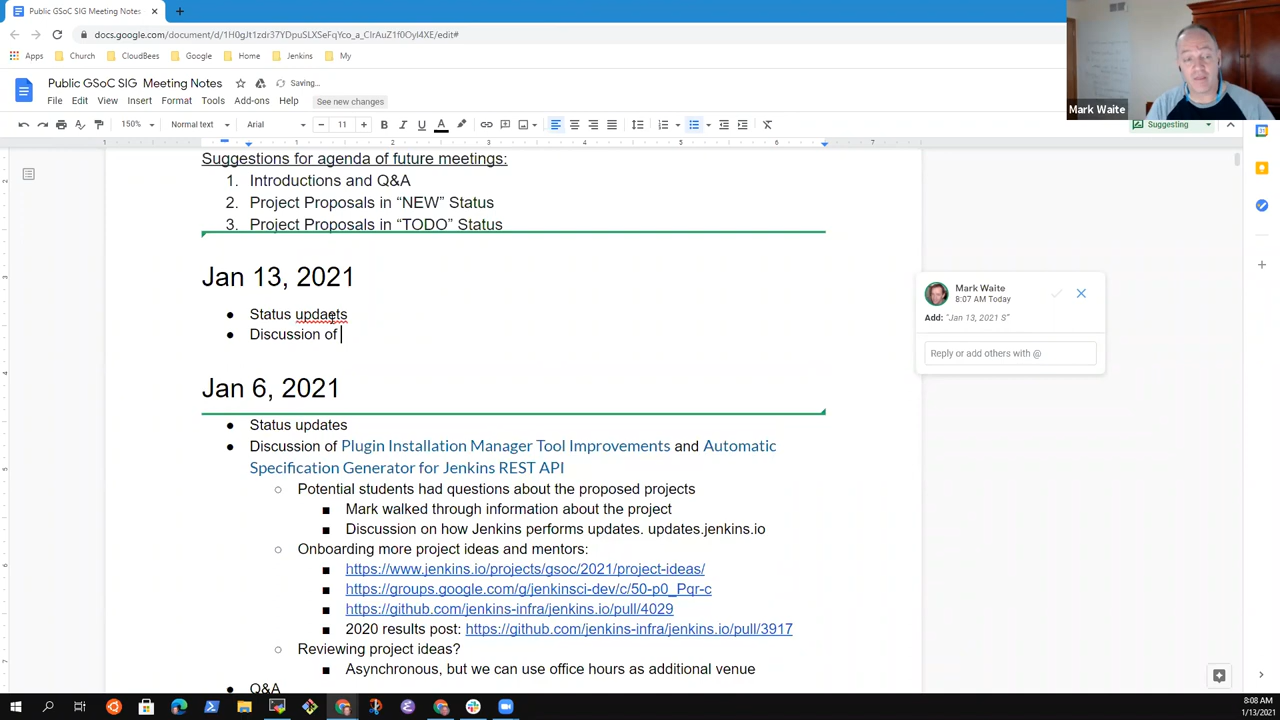 Public GSoC SIG Meeting Notes
docs.google.com/document/d/1H0gJt1zdr37YDpuSLXSeFqYco_a_ClrAuZ1f0OyI4XE/edit#
Apps Church CloudBees Google Home Jenkins My
Public GSoC SIG Meeting Notes Saving...
File Edit View Insert Format Tools Add-ons Help See new changes
150% Normal text Arial 11 Suggesting
Mark Waite
1 1 2 3 4 5 6 7
Suggestions for agenda of future meetings:
1. Introductions and Q&A
2. Project Proposals in “NEW” Status
3. Project Proposals in “TODO” Status
Jan 13, 2021
● Status updaets
● Discussion of
Mark Waite
8:07 AM Today
Add: “Jan 13, 2021 S”
Reply or add others with @
Jan 6, 2021
● Status updates
● Discussion of Plugin Installation Manager Tool Improvements and Automatic
Specification Generator for Jenkins REST API
○ Potential students had questions about the proposed projects
■ Mark walked through information about the project
■ Discussion on how Jenkins performs updates. updates.jenkins.io
○ Onboarding more project ideas and mentors:
■ https://www.jenkins.io/projects/gsoc/2021/project-ideas/
■ https://groups.google.com/g/jenkinsci-dev/c/50-p0_Pqr-c
■ https://github.com/jenkins-infra/jenkins.io/pull/4029
■ 2020 results post: https://github.com/jenkins-infra/jenkins.io/pull/3917
○ Reviewing project ideas?
■ Asynchronous, but we can use office hours as additional venue
● Q&A
8:08 AM
1/13/2021